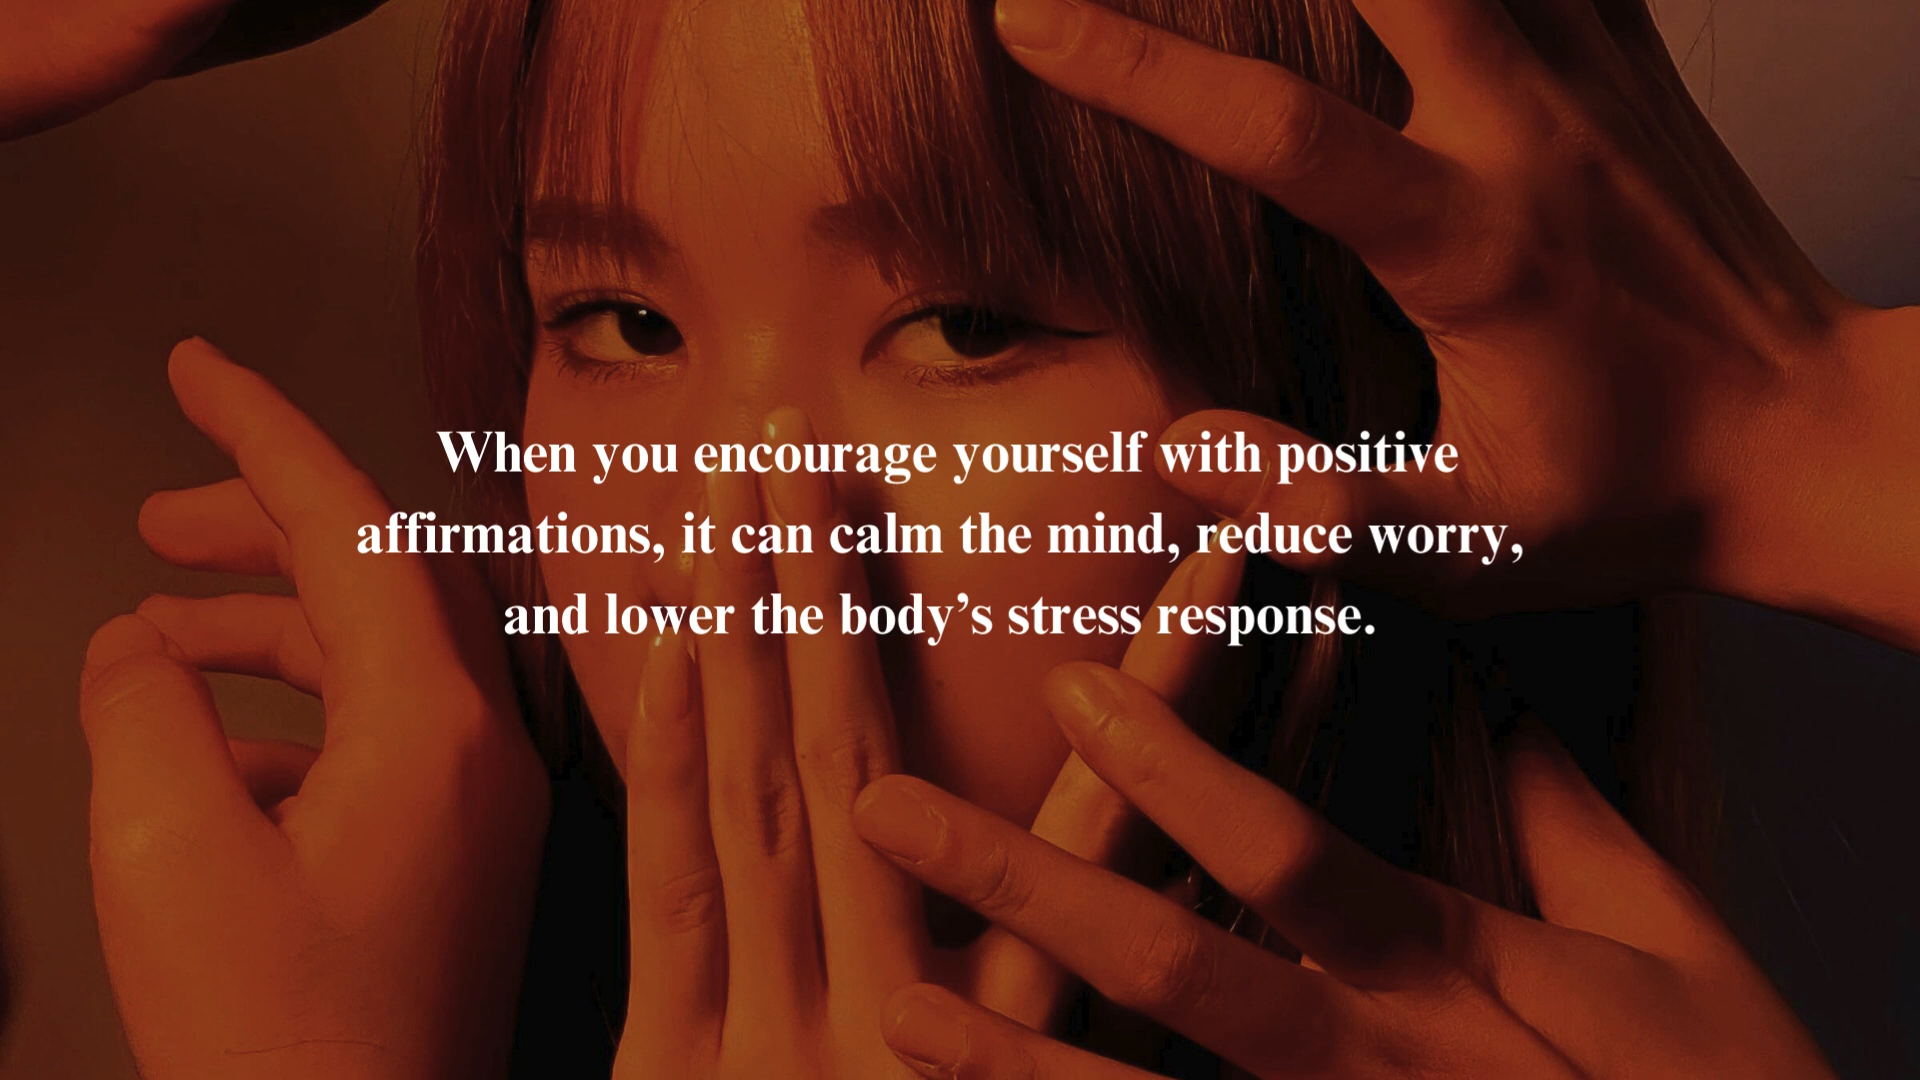 When you encourage yourself with positive
affirmations, it can calm the mind, reduce worry,
and lower the body’s stress response.